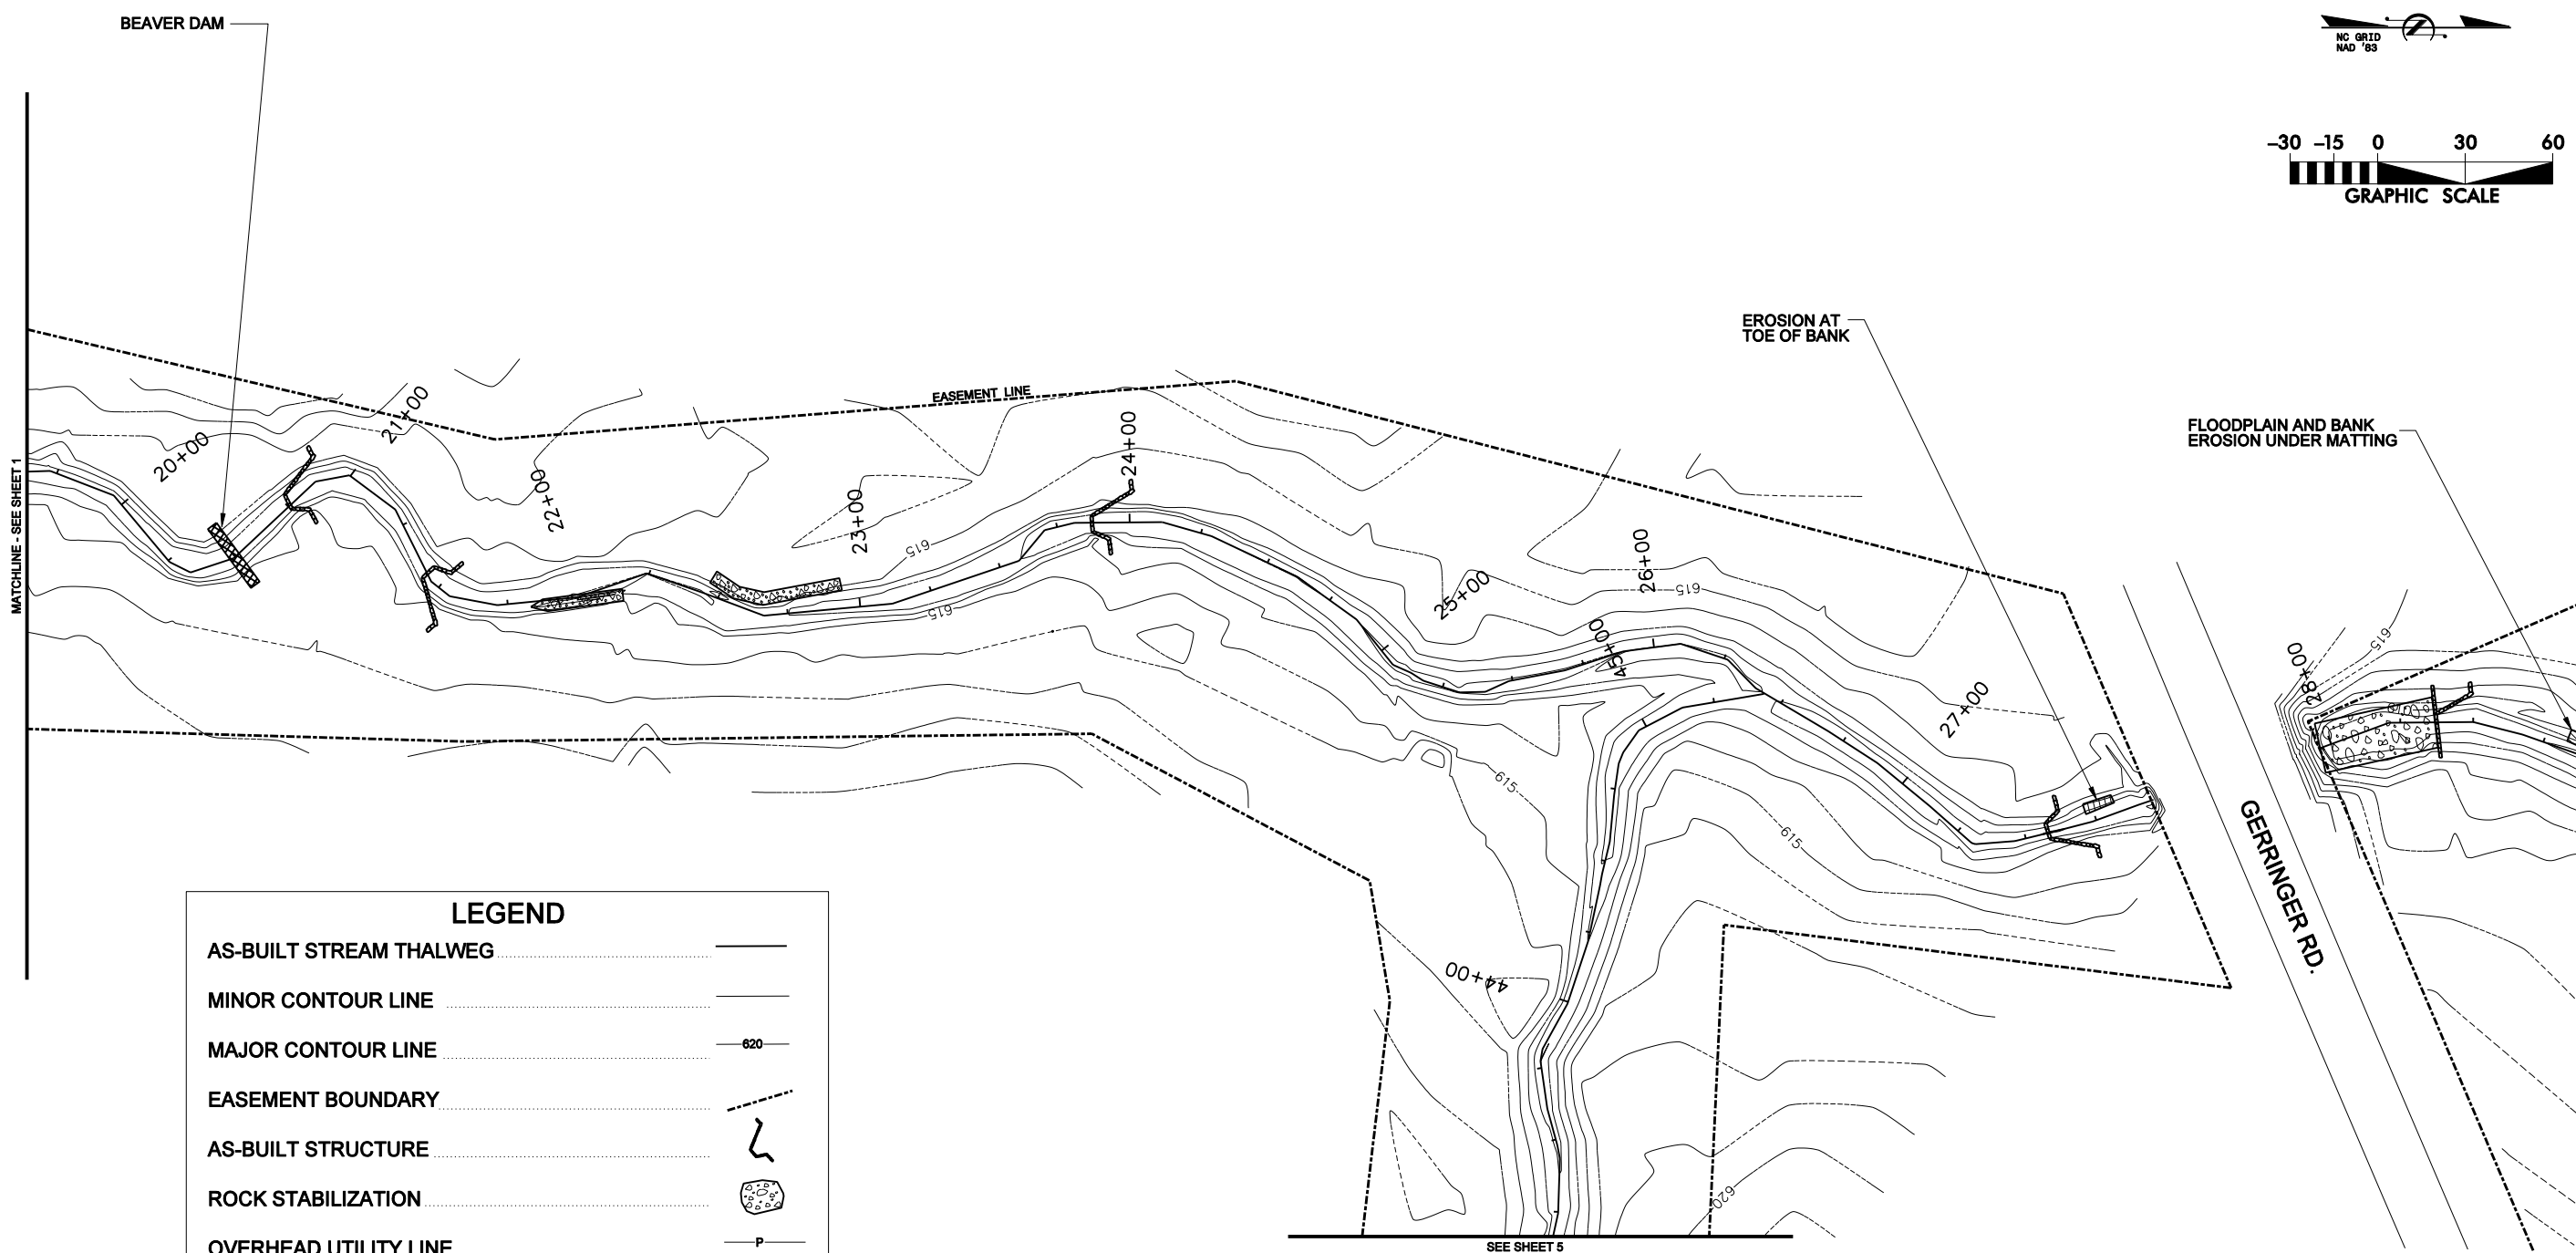 BEAVER DAM
NC GRID
NAD '83
-30 -15 0 30 60
GRAPHIC SCALE
EROSION AT
TOE OF BANK
EASEMENT LINE
FLOODPLAIN AND BANK
EROSION UNDER MATTING
MATCHLINE - SEE SHEET 1
20+00
21+00
22+00
23+00
24+00
25+00
26+00
27+00
28+00
45+00
44+00
615
615
615
615
615
615
620
GERRINGER RD.
LEGEND
AS-BUILT STREAM THALWEG
MINOR CONTOUR LINE
MAJOR CONTOUR LINE 620
EASEMENT BOUNDARY
AS-BUILT STRUCTURE
ROCK STABILIZATION
OVERHEAD UTILITY LINE P
SEE SHEET 5